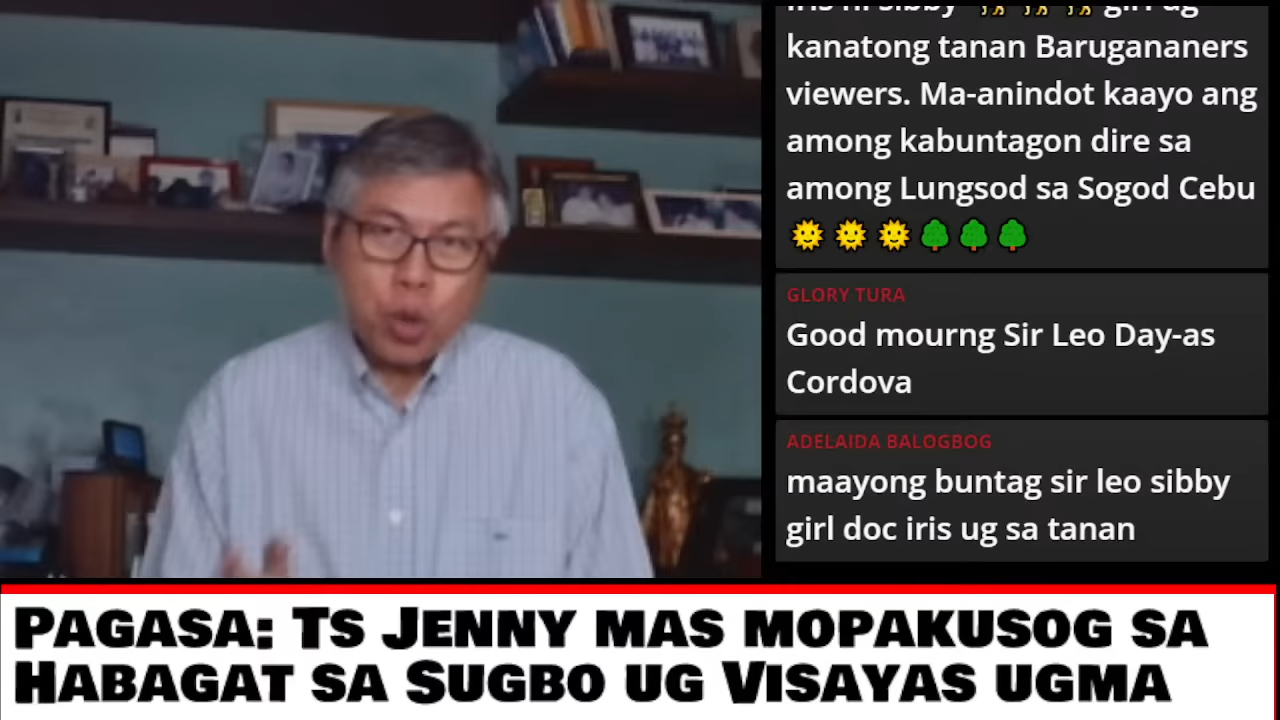 kanatong tanan Barugananers
viewers. Ma-anindot kaayo ang
among kabuntagon dire sa
among Lungsod sa Sogod Cebu
🌞🌞🌞🌳🌳🌳
GLORY TURA
Good mourng Sir Leo Day-as
Cordova
ADELAIDA BALOGBOG
maayong buntag sir leo sibby
girl doc iris ug sa tanan
PAGASA: TS JENNY MAS MOPAKUSOG SA
HABAGAT SA SUGBO UG VISAYAS UGMA